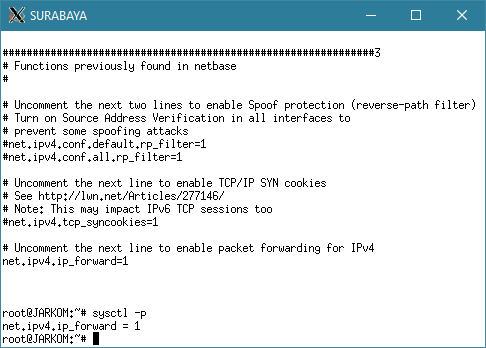 SURABAYA
##############################################################3
# Functions previously found in netbase
#
# Uncomment the next two lines to enable Spoof protection (reverse-path filter)
# Turn on Source Address Verification in all interfaces to
# prevent some spoofing attacks
#net.ipv4.conf.default.rp_filter=1
#net.ipv4.conf.all.rp_filter=1
# Uncomment the next line to enable TCP/IP SYN cookies
# See http://lwn.net/Articles/277146/
# Note: This may impact IPv6 TCP sessions too
#net.ipv4.tcp_syncookies=1
# Uncomment the next line to enable packet forwarding for IPv4
net.ipv4.ip_forward=1
root@JARKOM:~# sysctl -p
net.ipv4.ip_forward = 1
root@JARKOM:~#